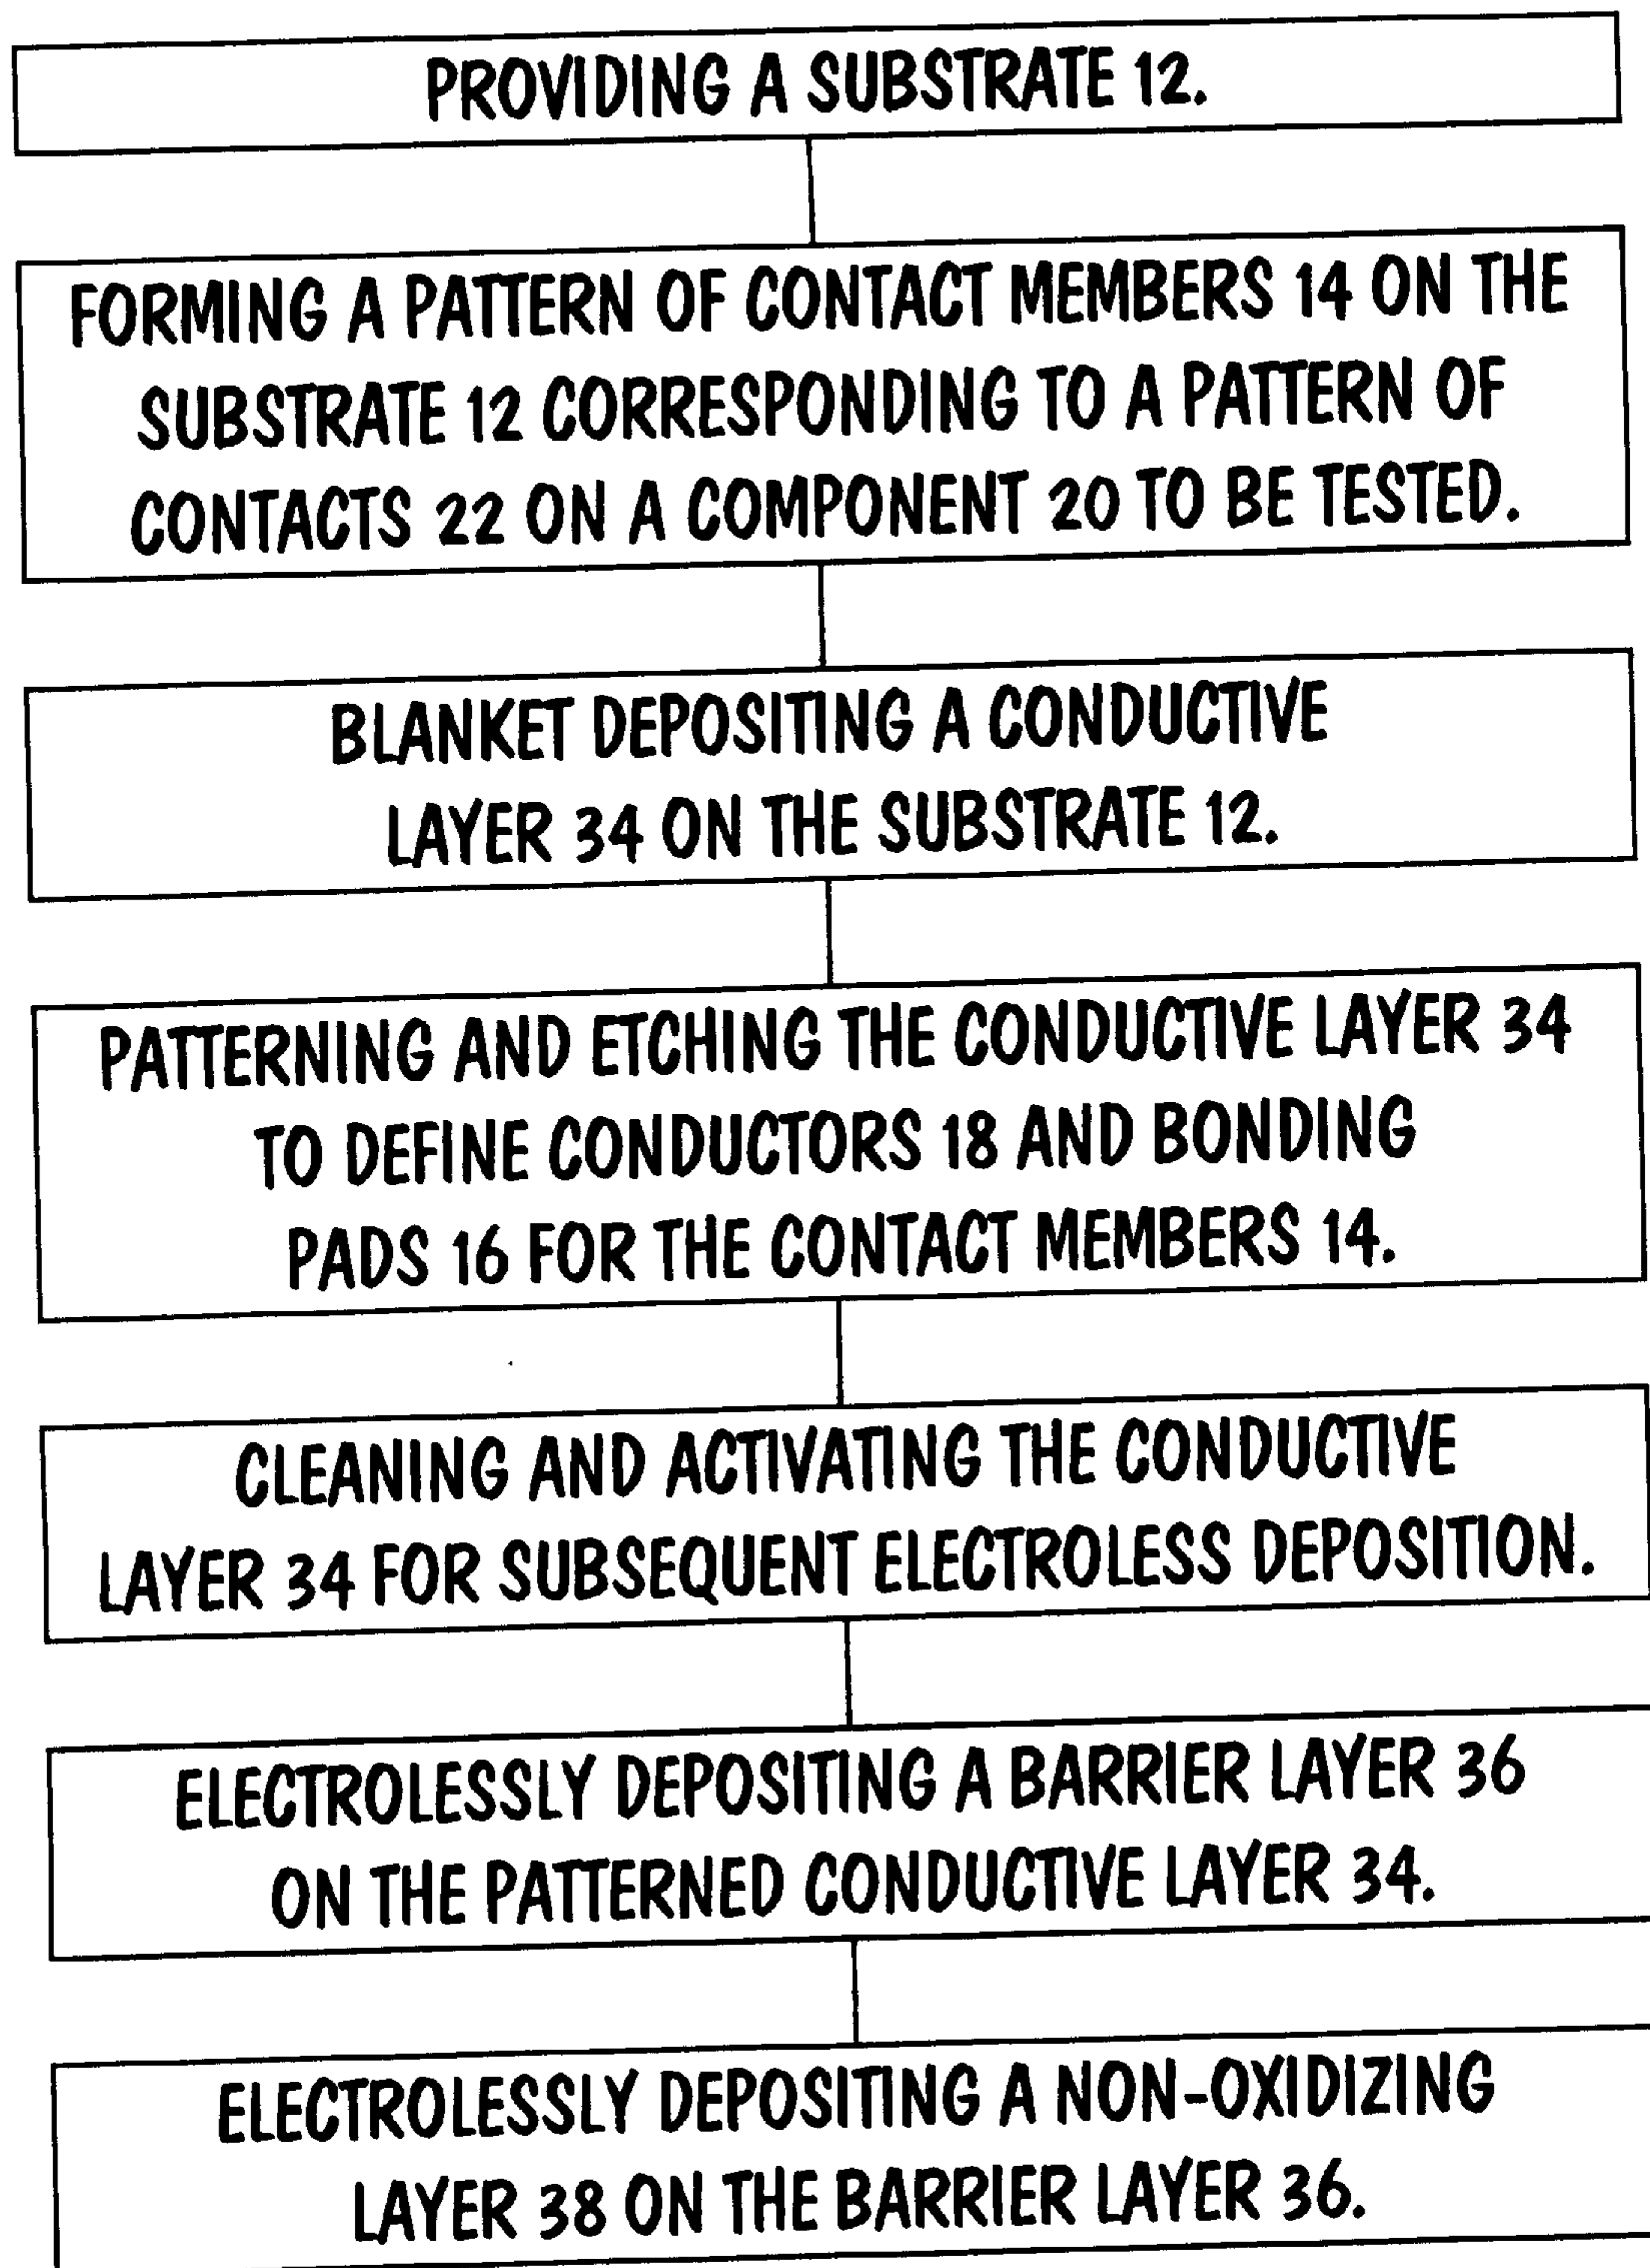 PROVIDING A SUBSTRATE 12.
FORMING A PATTERN OF CONTACT MEMBERS 14 ON THE
SUBSTRATE 12 CORRESPONDING TO A PATTERN OF
CONTACTS 22 ON A COMPONENT 20 TO BE TESTED.
BLANKET DEPOSITING A CONDUCTIVE
LAYER 34 ON THE SUBSTRATE 12.
PATTERNING AND ETCHING THE CONDUCTIVE LAYER 34
TO DEFINE CONDUCTORS 18 AND BONDING
PADS 16 FOR THE CONTACT MEMBERS 14.
CLEANING AND ACTIVATING THE CONDUCTIVE
LAYER 34 FOR SUBSEQUENT ELECTROLESS DEPOSITION.
ELECTROLESSLY DEPOSITING A BARRIER LAYER 36
ON THE PATTERNED CONDUCTIVE LAYER 34.
ELECTROLESSLY DEPOSITING A NON-OXIDIZING
LAYER 38 ON THE BARRIER LAYER 36.